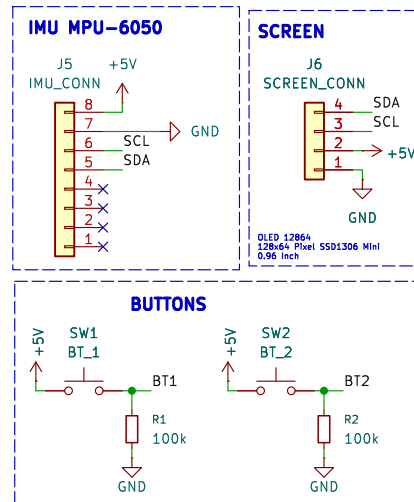 IMU MPU-6050
J5
IMU_CONN
+5V
8
7
GND
6
SCL
5
SDA
4
3
2
1
SCREEN
J6
SCREEN_CONN
4
SDA
3
SCL
2
+5V
1
GND
OLED 12864
128x64 Pixel SSD1306 Mini
0.96 Inch
BUTTONS
+5V
SW1
BT_1
BT1
R1
100k
GND
+5V
SW2
BT_2
BT2
R2
100k
GND